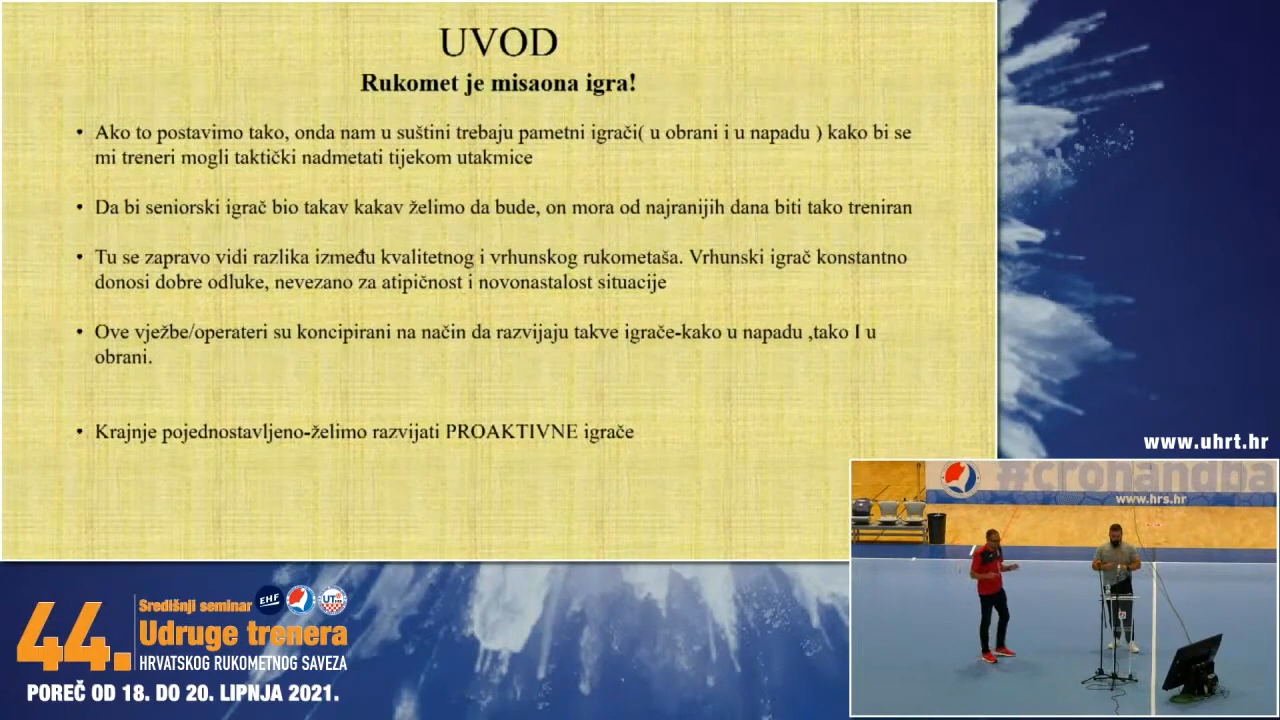 UVOD
Rukomet je misaona igra!
• Ako to postavimo tako, onda nam u suštini trebaju pametni igrači( u obrani i u napadu ) kako bi se
mi treneri mogli taktički nadmetati tijekom utakmice
• Da bi seniorski igrač bio takav kakav želimo da bude, on mora od najranijih dana biti tako treniran
• Tu se zapravo vidi razlika između kvalitetnog i vrhunskog rukometaša. Vrhunski igrač konstantno
donosi dobre odluke, nevezano za atipičnost i novonastalost situacije
• Ove vježbe/operateri su koncipirani na način da razvijaju takve igrače-kako u napadu ,tako I u
obrani.
• Krajnje pojednostavljeno-želimo razvijati PROAKTIVNE igrače
www.uhrt.hr
#crohandba
www.hrs.hr
44.
Središnji seminar
EHF
Udruge trenera
HRVATSKOG RUKOMETNOG SAVEZA
POREČ OD 18. DO 20. LIPNJA 2021.